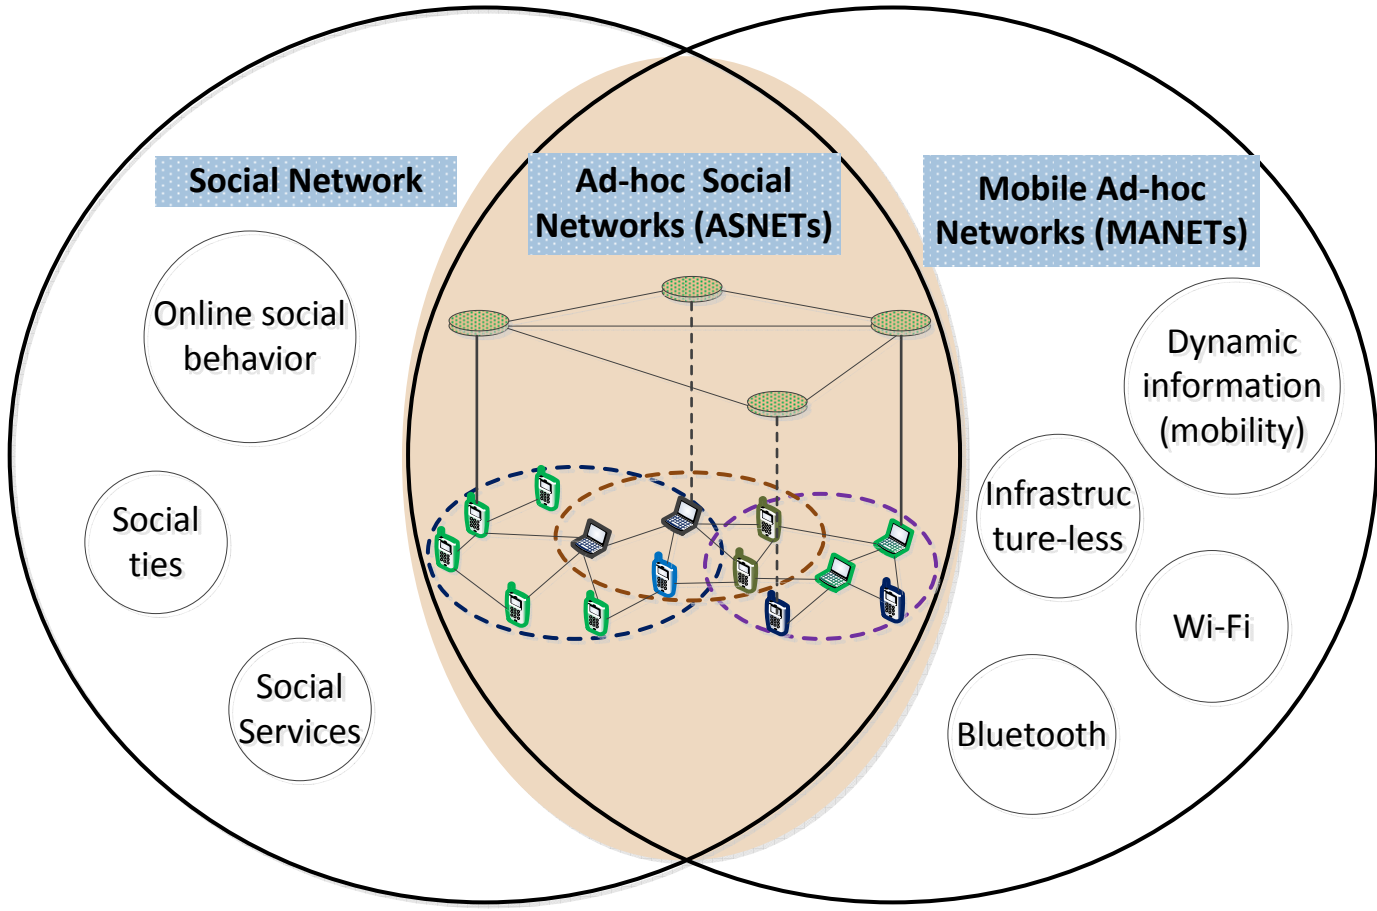 Social Network
Online social
behavior
Social
ties
Social
Services
Ad-hoc Social
Networks (ASNETs)
Mobile Ad-hoc
Networks (MANETs)
Dynamic
information
(mobility)
Infrastruc
ture-less
Wi-Fi
Bluetooth